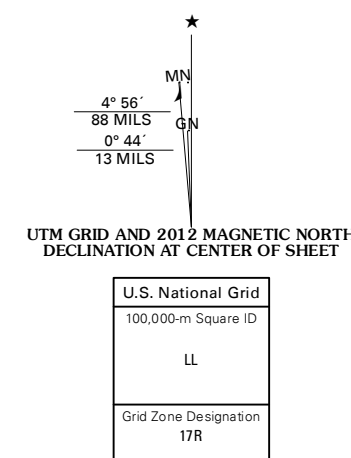 ★
MN
4° 56´
88 MILS
GN
0° 44´
13 MILS
UTM GRID AND 2012 MAGNETIC NORTH
DECLINATION AT CENTER OF SHEET
U.S. National Grid
100,000-m Square ID
LL
Grid Zone Designation
17R